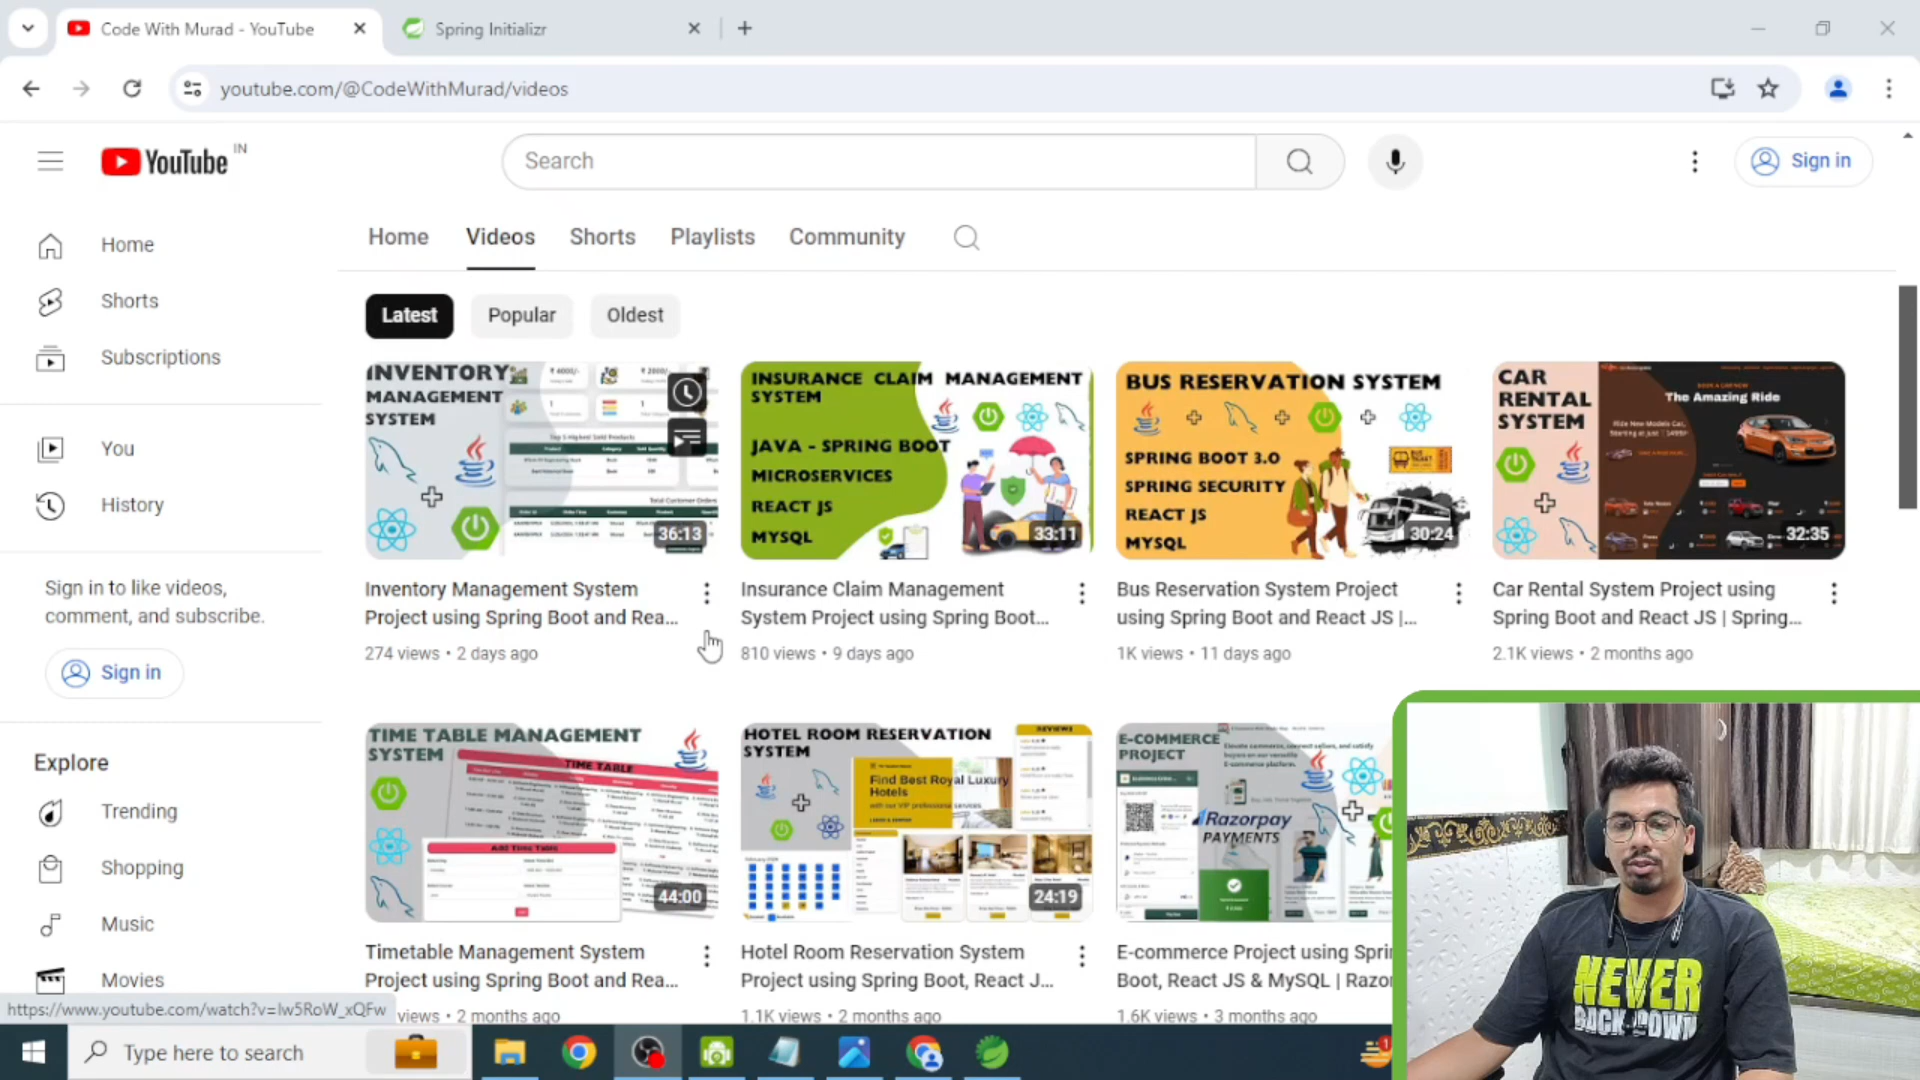 Code With Murad - YouTube
Spring Initializr
youtube.com/@CodeWithMurad/videos
YouTube IN
Search
Sign in
Home
Videos
Shorts
Playlists
Community
Home
Shorts
Subscriptions
You
History
Sign in to like videos,
comment, and subscribe.
Sign in
Explore
Trending
Shopping
Music
Movies
Latest
Popular
Oldest
INVENTORY
MANAGEMENT
SYSTEM
36:13
Inventory Management System
Project using Spring Boot and Rea...
274 views • 2 days ago
INSURANCE CLAIM MANAGEMENT
SYSTEM
JAVA - SPRING BOOT
MICROSERVICES
REACT JS
MYSQL
33:11
Insurance Claim Management
System Project using Spring Boot...
810 views • 9 days ago
BUS RESERVATION SYSTEM
SPRING BOOT 3.0
SPRING SECURITY
REACT JS
MYSQL
30:24
Bus Reservation System Project
using Spring Boot and React JS |...
1K views • 11 days ago
CAR
RENTAL
SYSTEM
The Amazing Ride
32:35
Car Rental System Project using
Spring Boot and React JS | Spring...
2.1K views • 2 months ago
TIME TABLE MANAGEMENT
SYSTEM
TIME TABLE
Add Time Table
44:00
Timetable Management System
Project using Spring Boot and Rea...
views • 2 months ago
HOTEL ROOM RESERVATION
SYSTEM
REVIEWS
Find Best Royal Luxury
Hotels
24:19
Hotel Room Reservation System
Project using Spring Boot, React J...
1.1K views • 2 months ago
E-COMMERCE
PROJECT
Razorpay
PAYMENTS
E-commerce Project using Sprin
Boot, React JS & MySQL | Razo
1.6K views • 3 months ago
https://www.youtube.com/watch?v=Iw5RoW_xQFw
Type here to search
1
NEVER
BACK DOWN